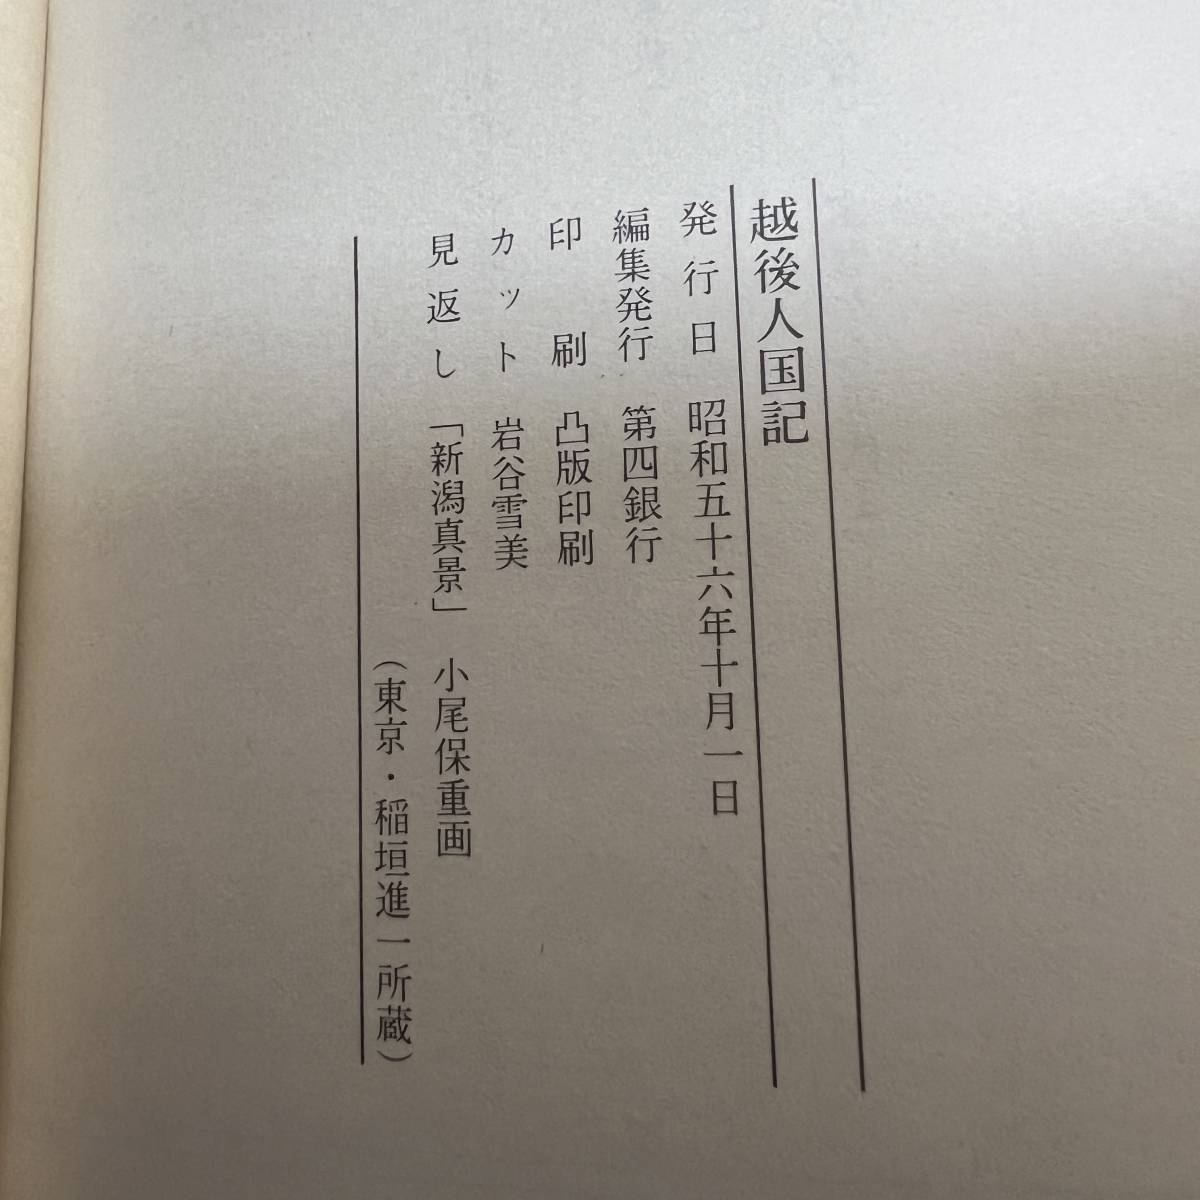 越後人国記
発行日 昭和五十六年十月一日
編集発行 第四銀行
印刷 凸版印刷
カット 岩谷雪美
見返し 「新潟真景」 小尾保重画
（東京・稲垣進一所蔵）